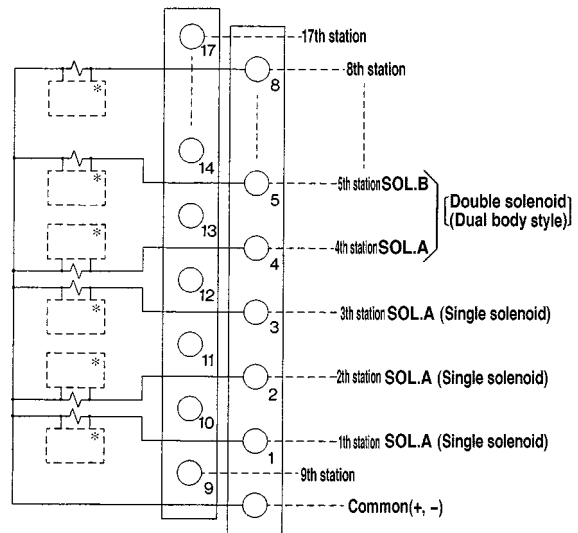 17
17th station
*
8
8th station
14
*
5
5th station SOL.B
Double solenoid
(Dual body style)
13
*
4
4th station SOL.A
12
*
3
3th station SOL.A (Single solenoid)
11
*
2
2th station SOL.A (Single solenoid)
10
*
1
1th station SOL.A (Single solenoid)
9
9th station
Common(+, −)